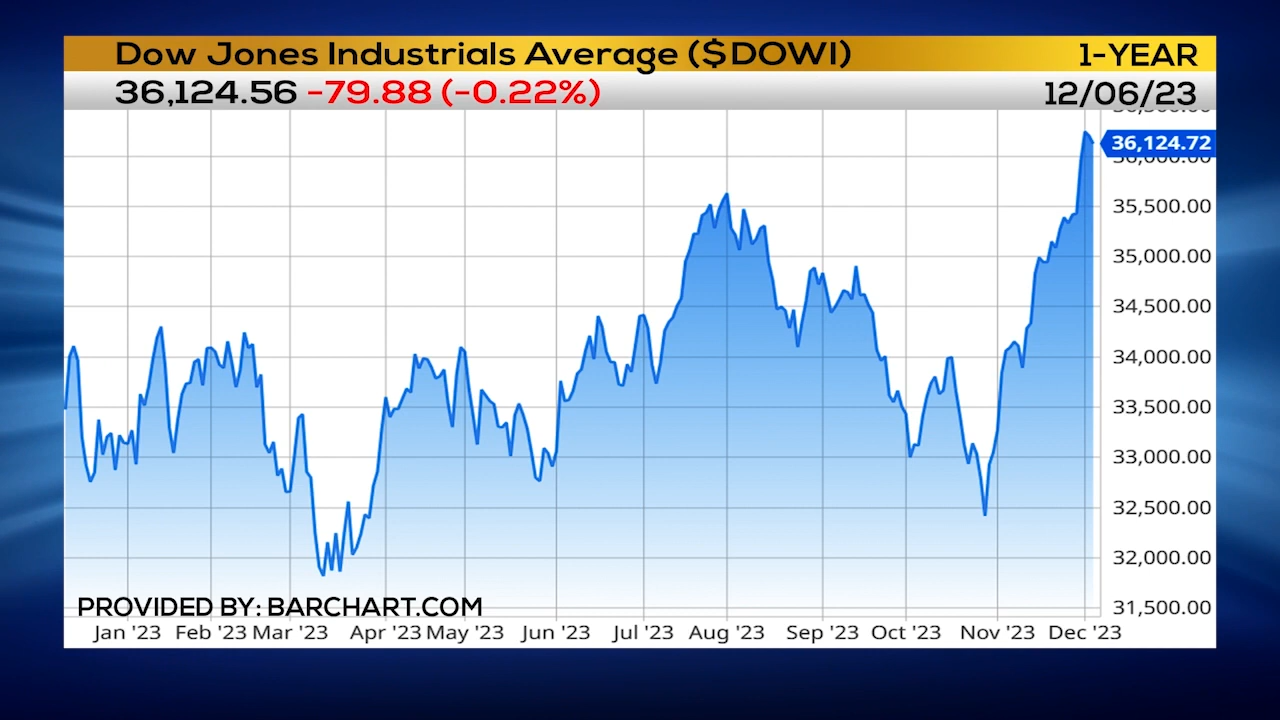 Dow Jones Industrials Average ($DOWI) 1-YEAR
36,124.56 -79.88 (-0.22%) 12/06/23
36,124.72
36,000.00
35,500.00
35,000.00
34,500.00
34,000.00
33,500.00
33,000.00
32,500.00
32,000.00
31,500.00
PROVIDED BY: BARCHART.COM
Jan '23 Feb '23 Mar '23 Apr '23 May '23 Jun '23 Jul '23 Aug '23 Sep '23 Oct '23 Nov '23 Dec '23